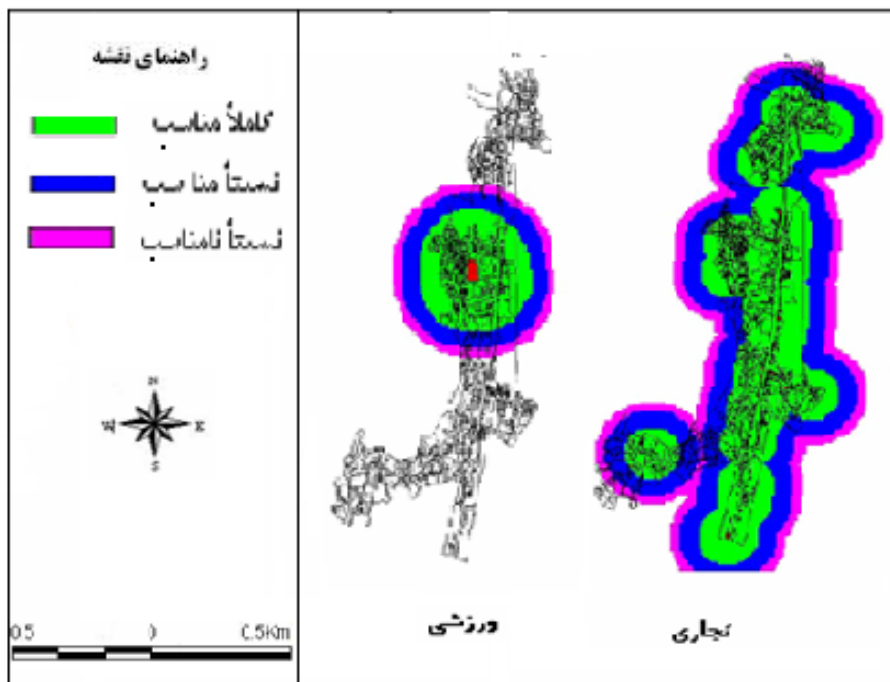 راهنمای نقشه
کاملاً مناسب
نسبتاً مناسب
نسبتاً نامناسب
N
W E
S
0.5 0 0.5Km
ورزشی
تجاری